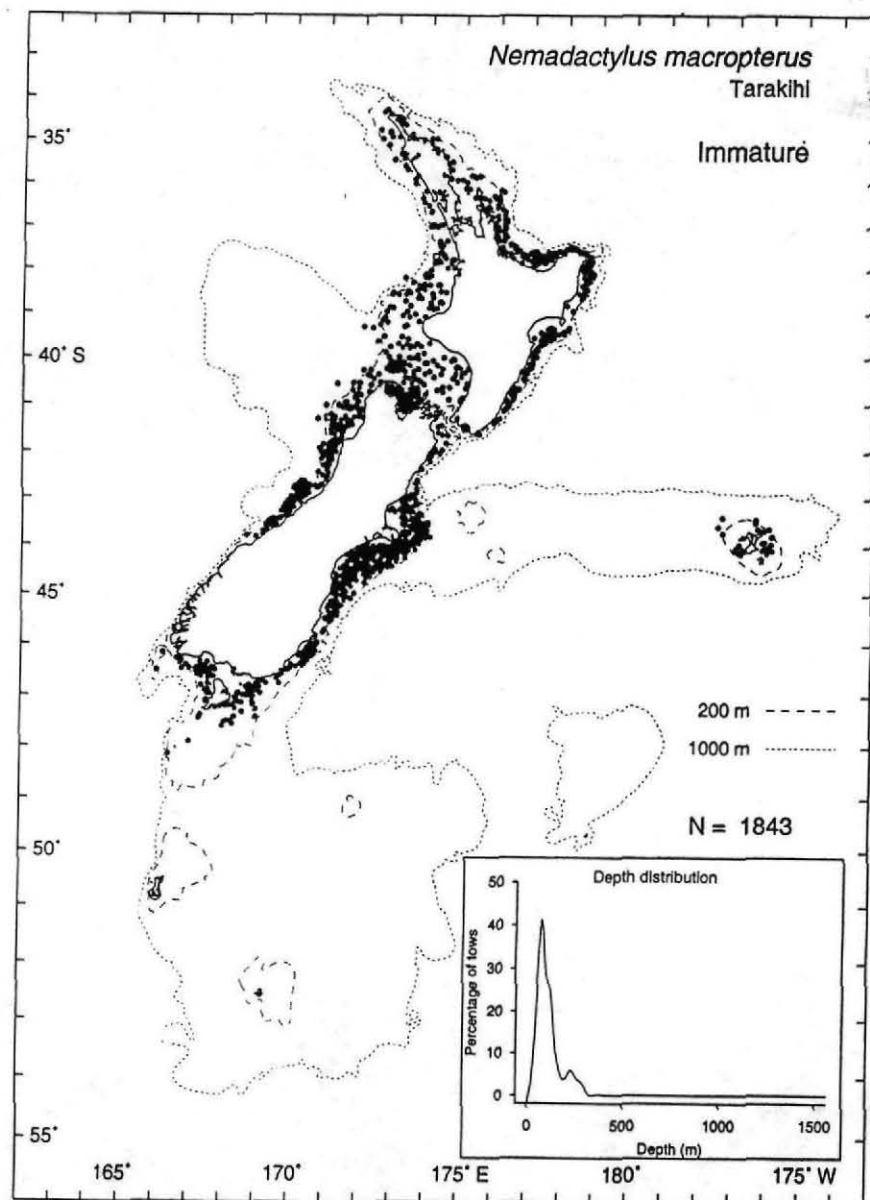 Nemadactylus macropterus
Tarakihi
Immature
35°
40° S
45°
200 m
1000 m
N = 1843
50°
Depth distribution
50
40
30
20
10
0
Percentage of tows
0 500 1000 1500
Depth (m)
55°
165° 170° 175° E 180° 175° W